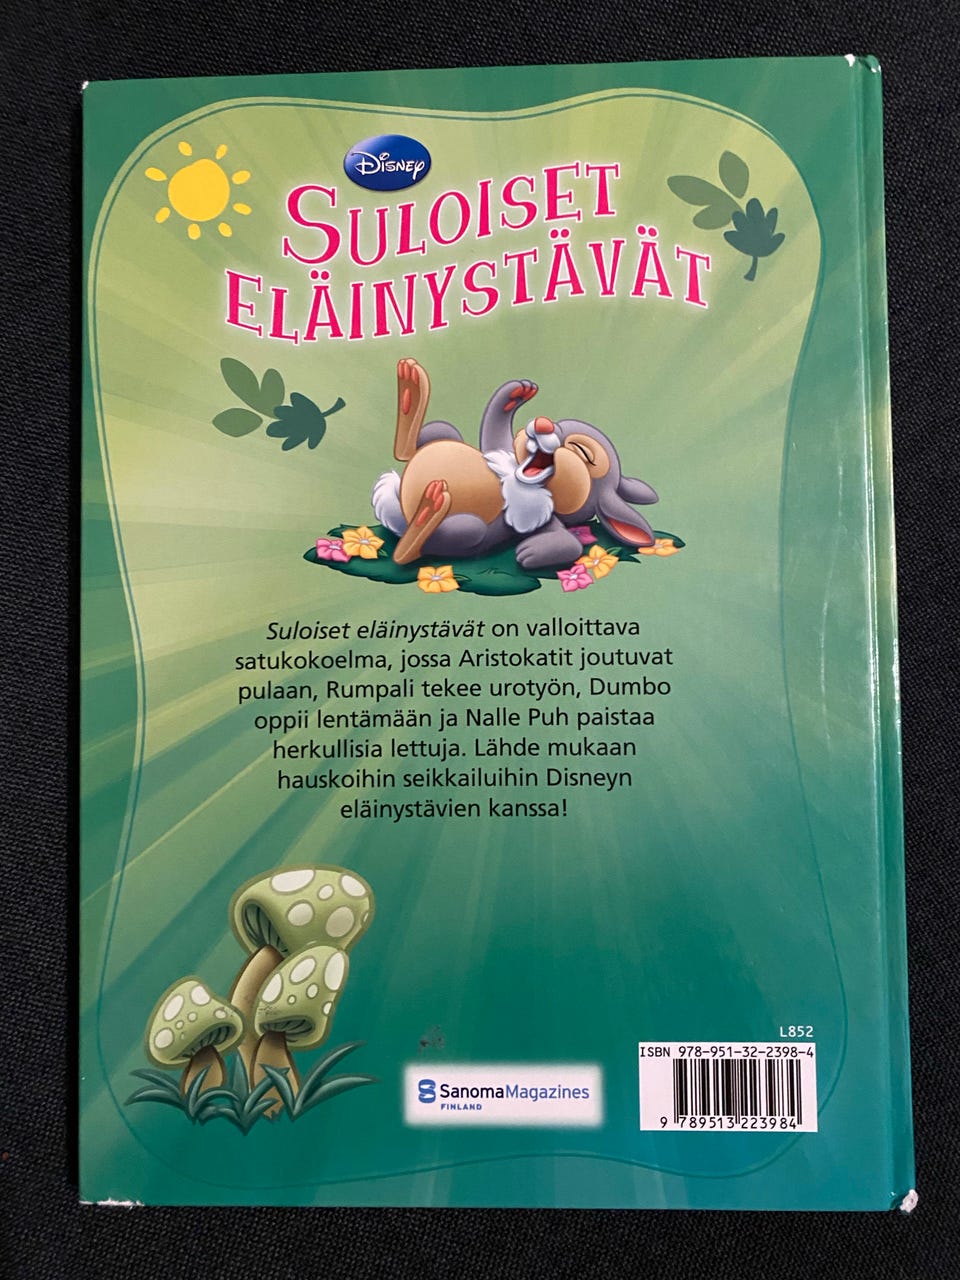 Disney
SULOISET
ELÄINYSTÄVÄT
Suloiset eläinystävät on valloittava
satukokoelma, jossa Aristokatit joutuvat
pulaan, Rumpali tekee urotyön, Dumbo
oppii lentämään ja Nalle Puh paistaa
herkullisia lettuja. Lähde mukaan
hauskoihin seikkailuihin Disneyn
eläinystävien kanssa!
L852
ISBN 978-951-32-2398-4
SanomaMagazines
FINLAND
9 789513 223984